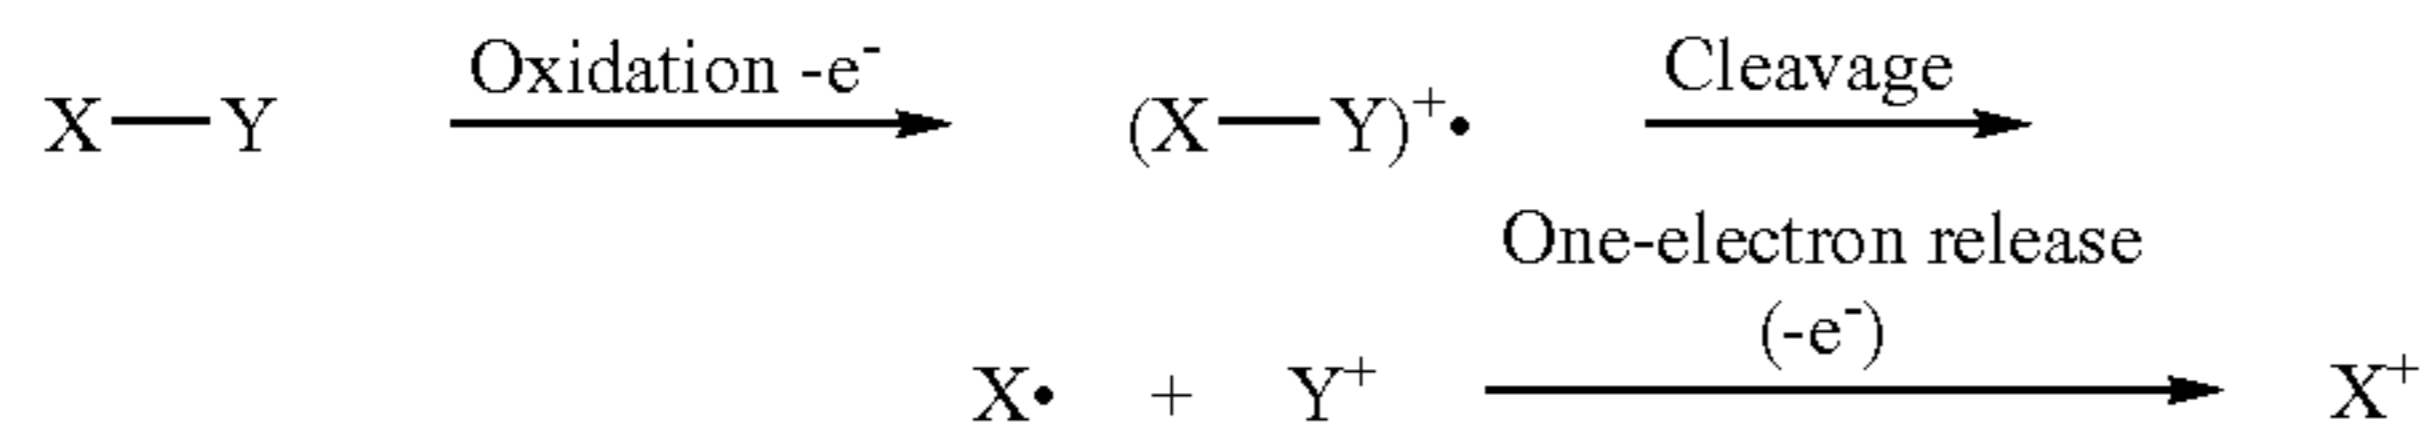 Oxidation -e⁻ Cleavage
X—Y (X—Y)⁺•
One-electron release
(-e⁻)
X• + Y⁺ X⁺